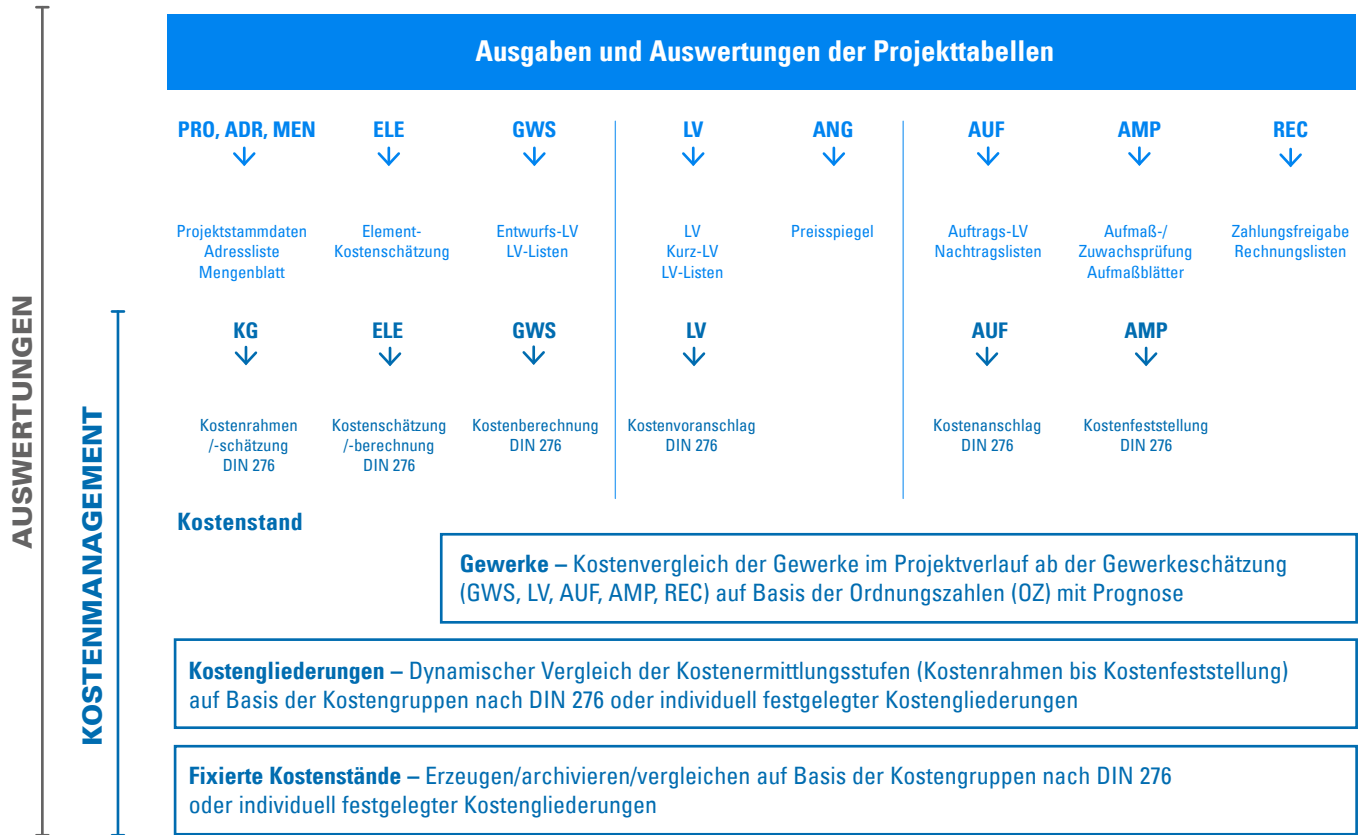 Ausgaben und Auswertungen der Projekttabellen
PRO, ADR, MEN
ELE
GWS
LV
ANG
AUF
AMP
REC
Projektstammdaten
Adressliste
Mengenblatt
Element-
Kostenschätzung
Entwurfs-LV
LV-Listen
LV
Kurz-LV
LV-Listen
Preisspiegel
Auftrags-LV
Nachtragslisten
Aufmaß-/
Zuwachsprüfung
Aufmaßblätter
Zahlungsfreigabe
Rechnungslisten
AUSWERTUNGEN
KOSTENMANAGEMENT
KG
ELE
GWS
LV
AUF
AMP
Kostenrahmen
/-schätzung
DIN 276
Kostenschätzung
/-berechnung
DIN 276
Kostenberechnung
DIN 276
Kostenvoranschlag
DIN 276
Kostenanschlag
DIN 276
Kostenfeststellung
DIN 276
Kostenstand
Gewerke – Kostenvergleich der Gewerke im Projektverlauf ab der Gewerkeschätzung
(GWS, LV, AUF, AMP, REC) auf Basis der Ordnungszahlen (OZ) mit Prognose
Kostengliederungen – Dynamischer Vergleich der Kostenermittlungsstufen (Kostenrahmen bis Kostenfeststellung)
auf Basis der Kostengruppen nach DIN 276 oder individuell festgelegter Kostengliederungen
Fixierte Kostenstände – Erzeugen/archivieren/vergleichen auf Basis der Kostengruppen nach DIN 276
oder individuell festgelegter Kostengliederungen